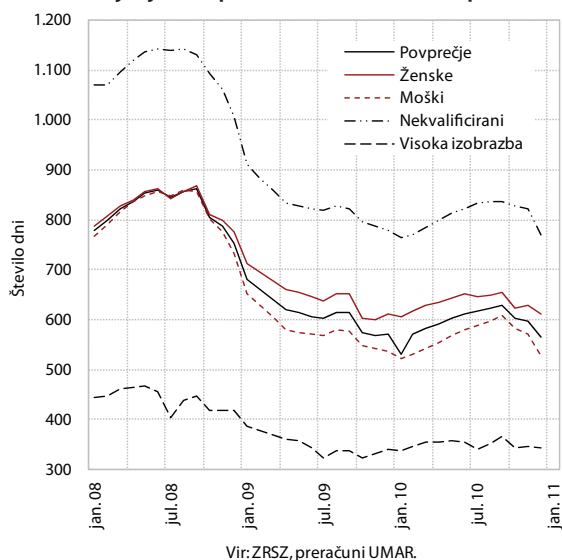 1.200
1.100
1.000
900
800
700
600
500
400
300
Število dni
Povprečje
Ženske
Moški
Nekvalificirani
Visoka izobrazba
jan. 08
jul. 08
jan. 09
jul. 09
jan. 10
jul. 10
jan. 11
Vir: ZRSZ, preračuni UMAR.